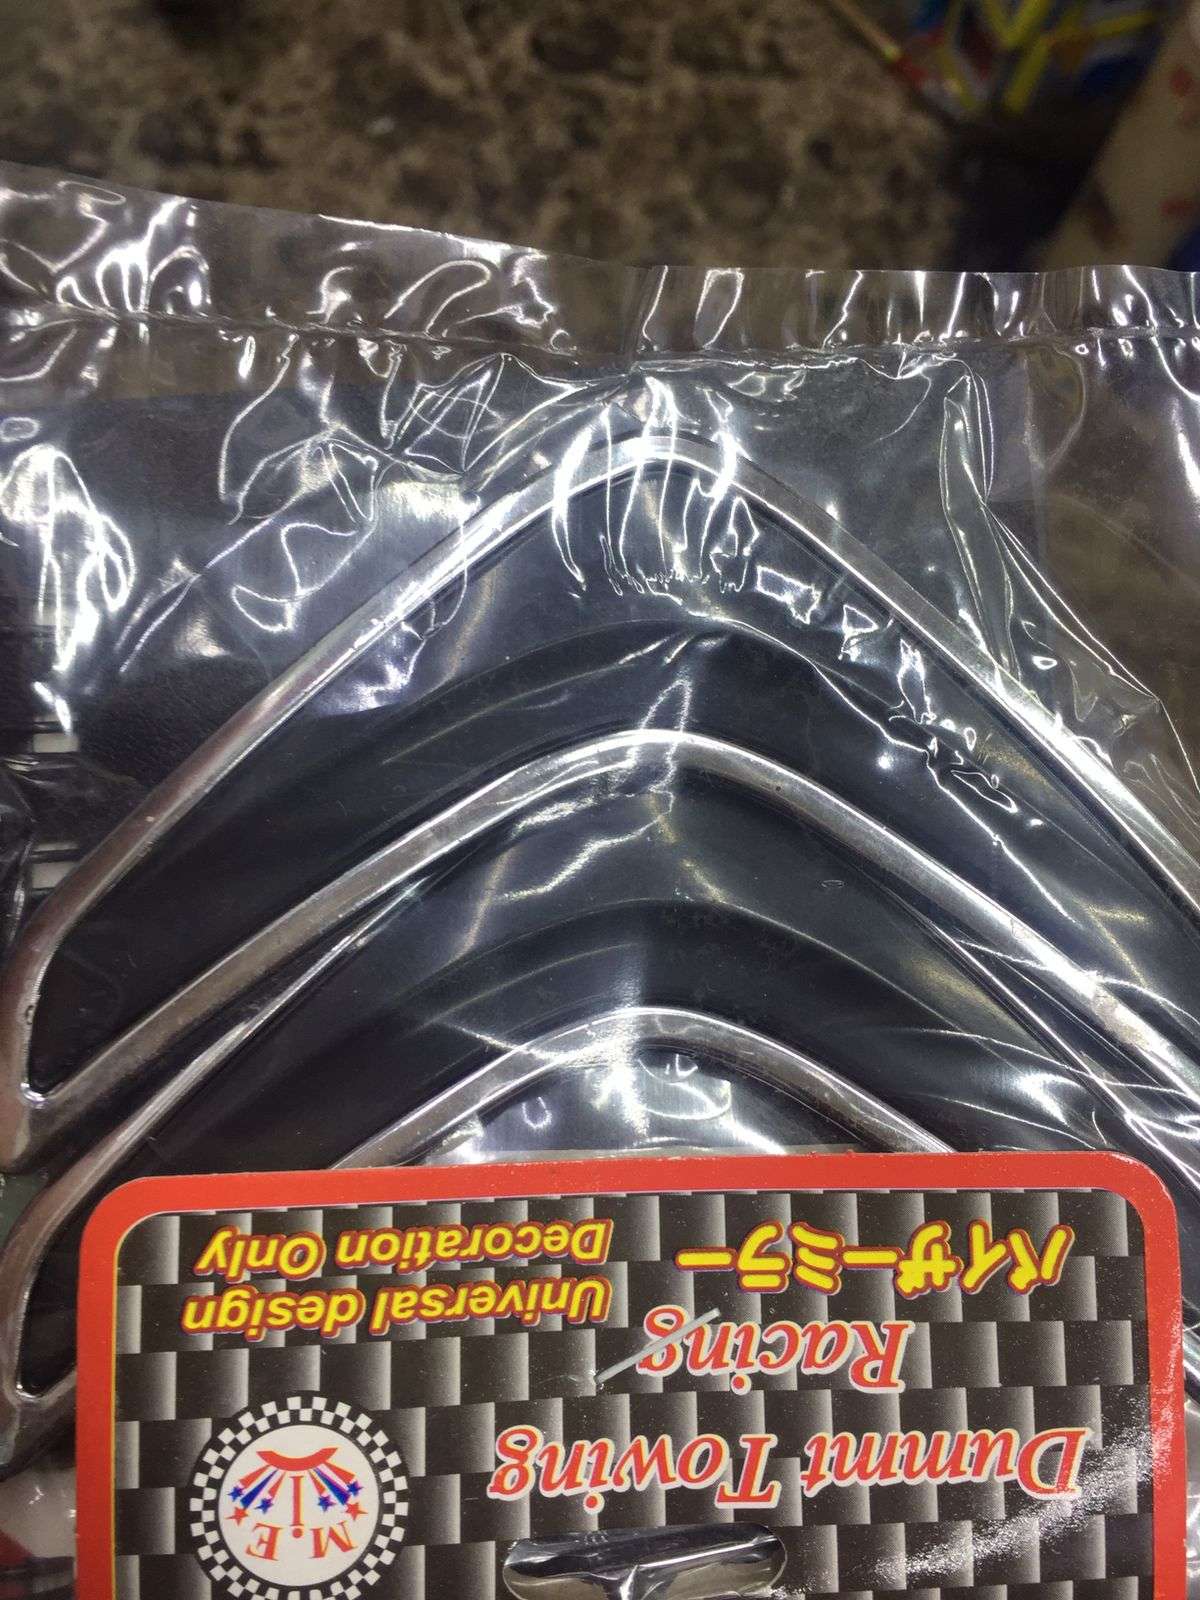 M.E
I
Dummt Towing
Racing
バイザーミラー
Universal design
Decoration Only